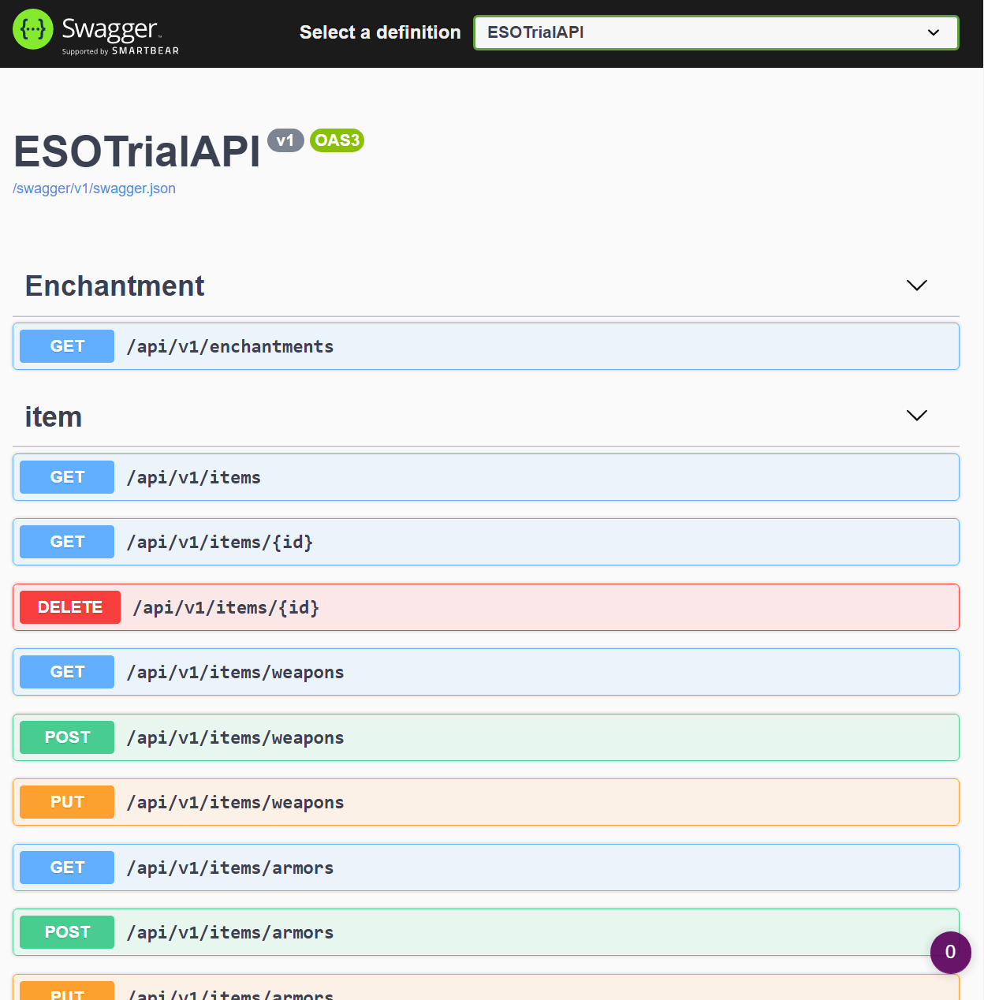 Swagger™
Supported by SMARTBEAR
Select a definition
ESOTrialAPI
ESOTrialAPI v1 OAS3
/swagger/v1/swagger.json
Enchantment
GET /api/v1/enchantments
item
GET /api/v1/items
GET /api/v1/items/{id}
DELETE /api/v1/items/{id}
GET /api/v1/items/weapons
POST /api/v1/items/weapons
PUT /api/v1/items/weapons
GET /api/v1/items/armors
POST /api/v1/items/armors
0
PUT /api/v1/items/armors